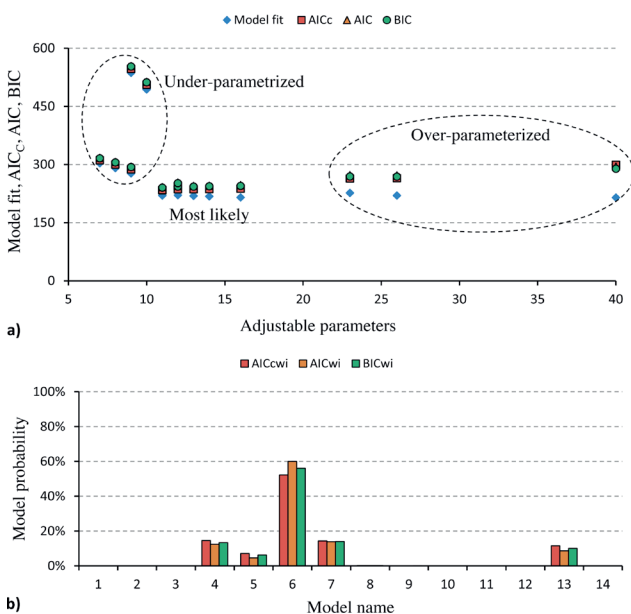 Model fit AICc AIC BIC
600
450
300
150
0
Under-parametrized
Over-parameterized
Most likely
5 10 15 20 25 30 35 40
Model fit, AICC, AIC, BIC
Adjustable parameters
a)
AICcwi AICwi BICwi
100%
80%
60%
40%
20%
0%
1 2 3 4 5 6 7 8 9 10 11 12 13 14
Model probability
Model name
b)